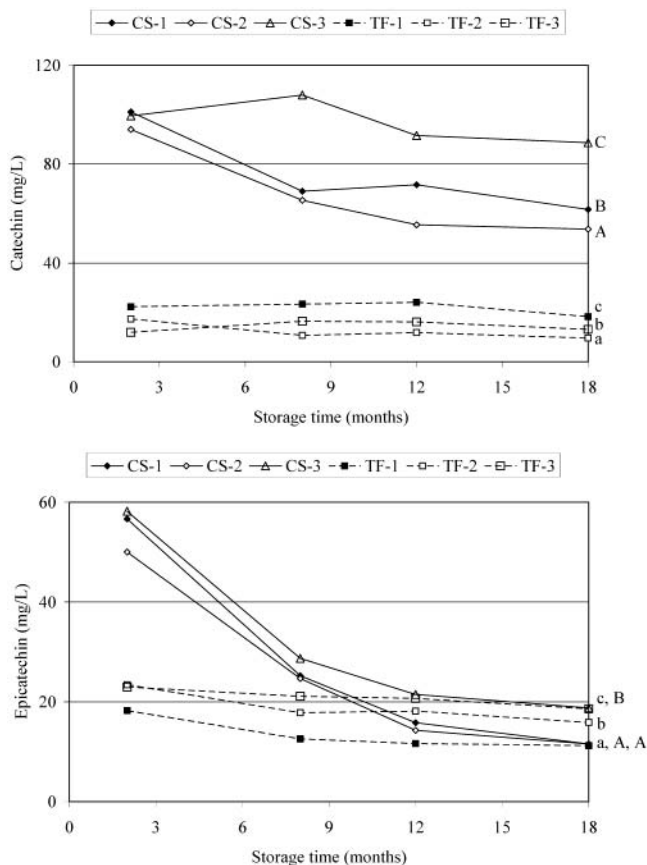 CS-1 CS-2 CS-3 TF-1 TF-2 TF-3
120
80
40
0
Catechin (mg/L)
C
B
A
c
b
a
0 3 6 9 12 15 18
Storage time (months)
CS-1 CS-2 CS-3 TF-1 TF-2 TF-3
60
40
20
0
Epicatechin (mg/L)
c, B
b
a, A, A
0 3 6 9 12 15 18
Storage time (months)